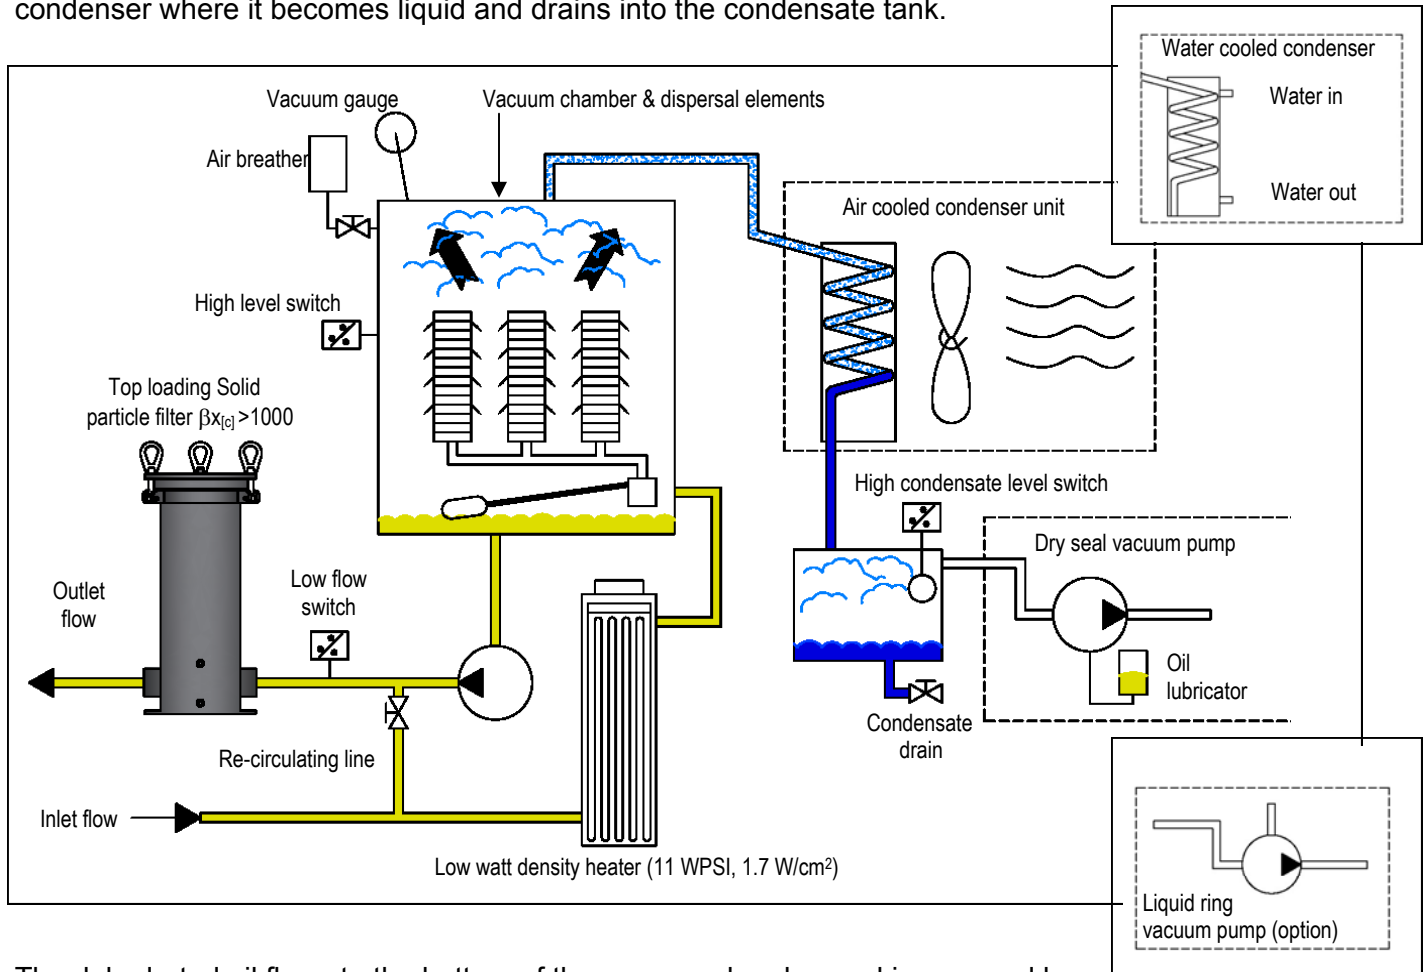 condenser where it becomes liquid and drains into the condensate tank.
Water cooled condenser
Water in
Water out
Vacuum gauge
Vacuum chamber & dispersal elements
Air breather
Air cooled condenser unit
High level switch
Top loading Solid
particle filter βx[c] >1000
High condensate level switch
Dry seal vacuum pump
Low flow
switch
Outlet
flow
Oil
lubricator
Condensate
drain
Re-circulating line
Inlet flow
Low watt density heater (11 WPSI, 1.7 W/cm²)
Liquid ring
vacuum pump (option)